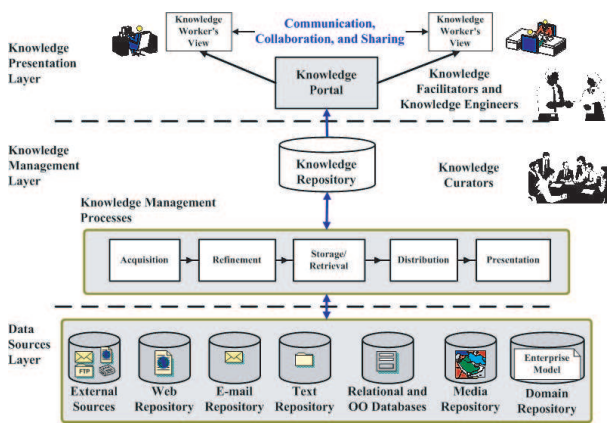 Knowledge
Worker's
View
Communication,
Collaboration, and Sharing
Knowledge
Worker's
View
Knowledge
Presentation
Layer
Knowledge
Portal
Knowledge
Facilitators and
Knowledge Engineers
Knowledge
Management
Layer
Knowledge
Repository
Knowledge
Curators
Knowledge Management
Processes
Acquisition
Refinement
Storage/
Retrieval
Distribution
Presentation
Data
Sources
Layer
FTP
Enterprise
Model
External
Sources
Web
Repository
E-mail
Repository
Text
Repository
Relational and
OO Databases
Media
Repository
Domain
Repository